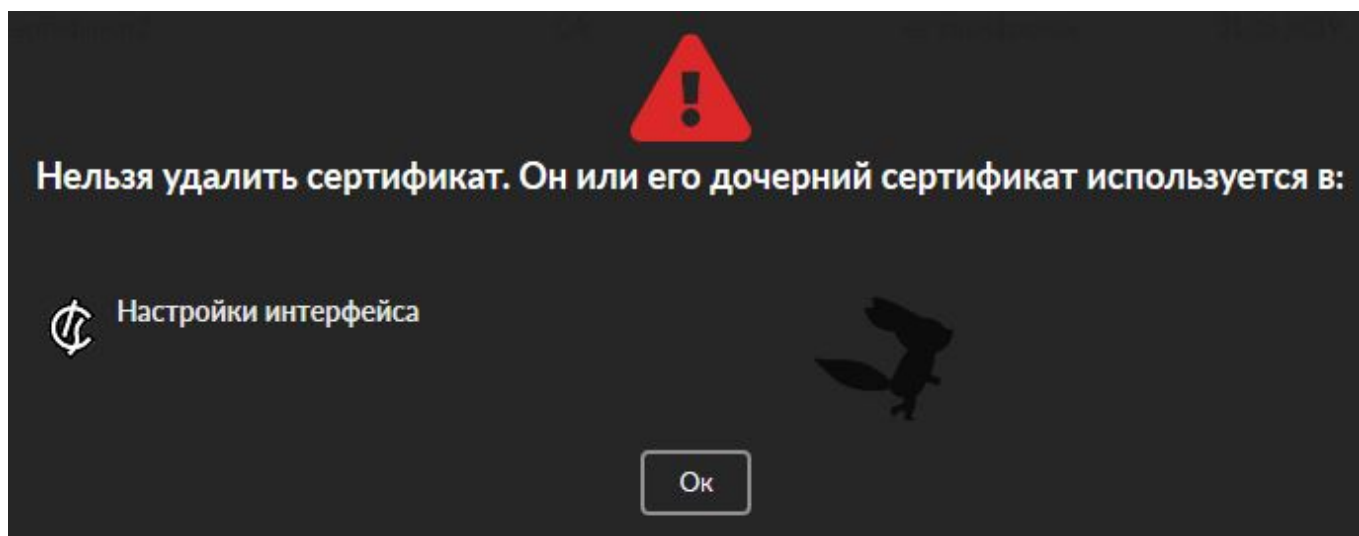 Нельзя удалить сертификат. Он или его дочерний сертификат используется в:
Настройки интерфейса
Ок